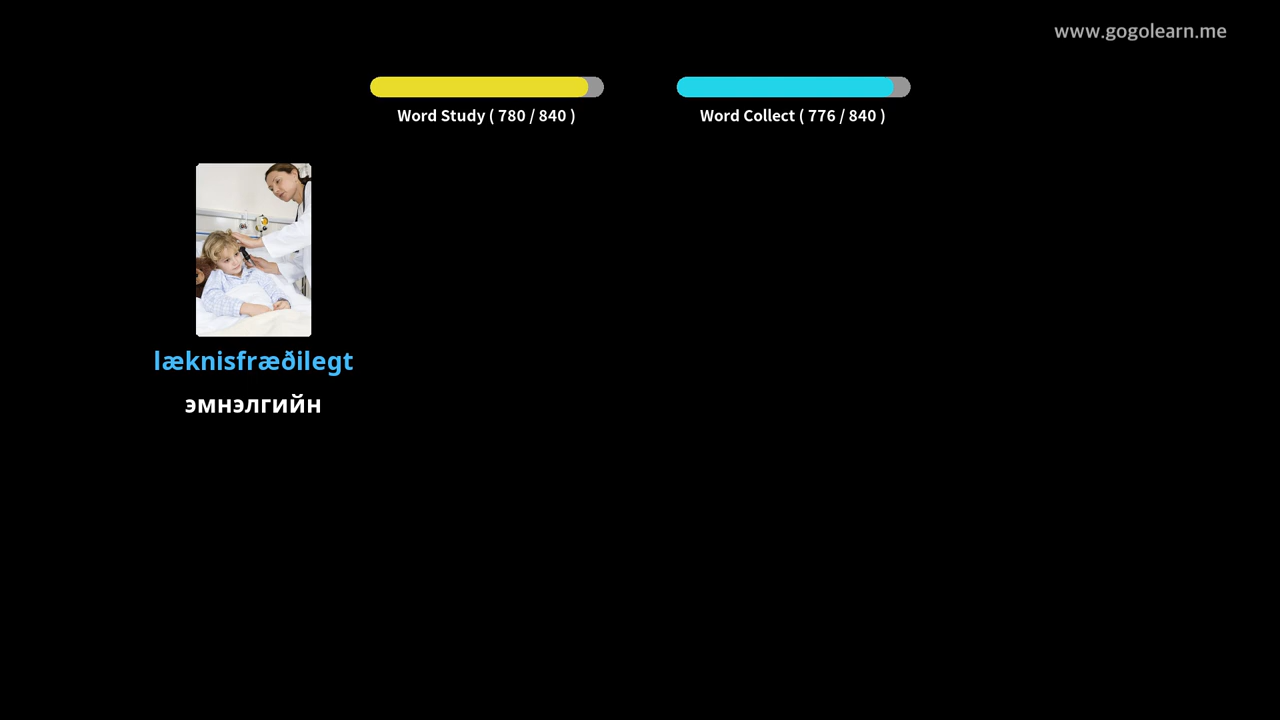 www.gogolearn.me
Word Study ( 780 / 840 )
Word Collect ( 776 / 840 )
læknisfræðilegt
эмнэлгийн